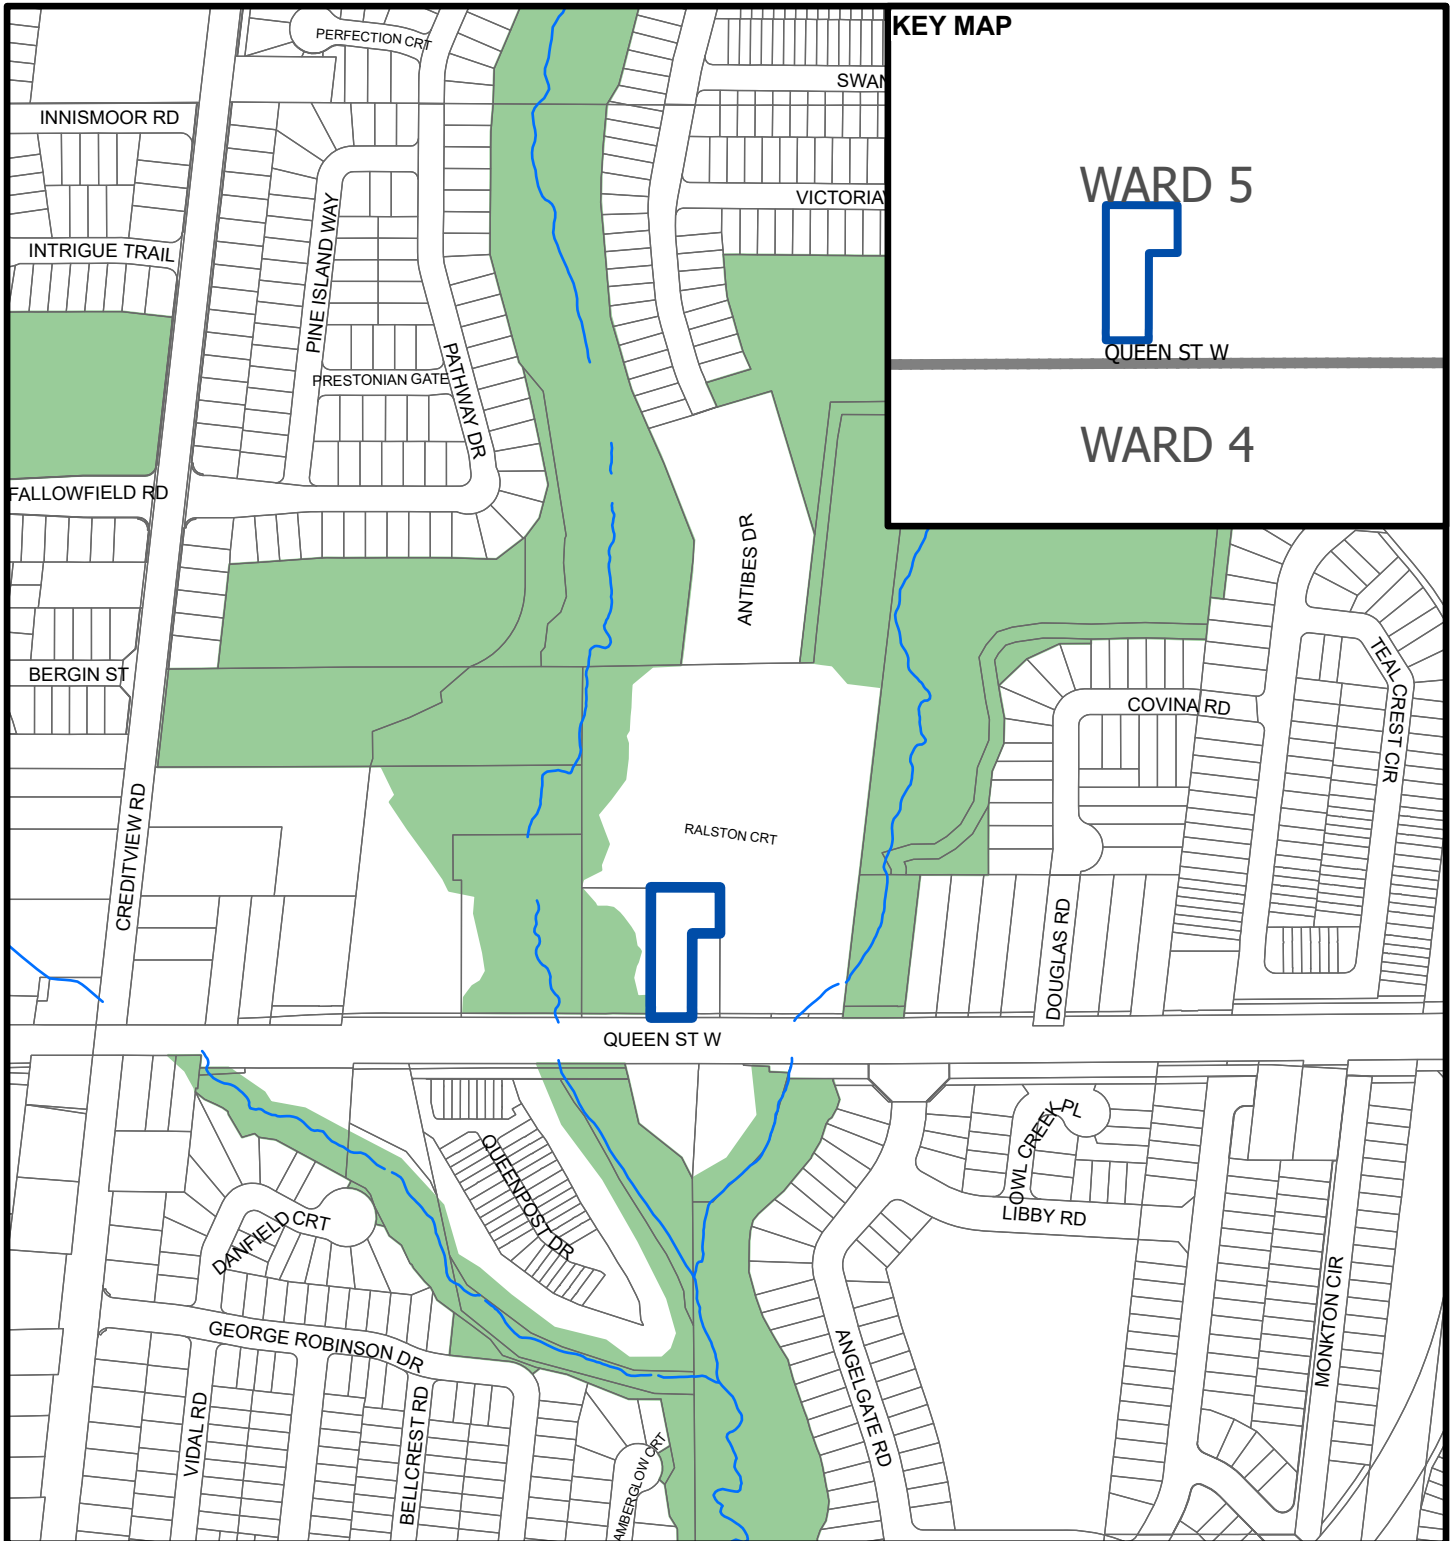 KEY MAP
PERFECTION CRT
SWAN
INNISMOOR RD
WARD 5
VICTORIA
INTRIGUE TRAIL
PINE ISLAND WAY
QUEEN ST W
PRESTONIAN GATE
PATHWAY DR
WARD 4
FALLOWFIELD RD
ANTIBES DR
BERGIN ST
TEAL CREST CIR
COVINA RD
CREDITVIEW RD
RALSTON CRT
DOUGLAS RD
QUEEN ST W
OWL CREEK PL
QUEENPOST DR
LIBBY RD
DANFIELD CRT
MONKTON CIR
GEORGE ROBINSON DR
ANGELGATE RD
VIDAL RD
BELLCREST RD
AMBERGLOW CRT